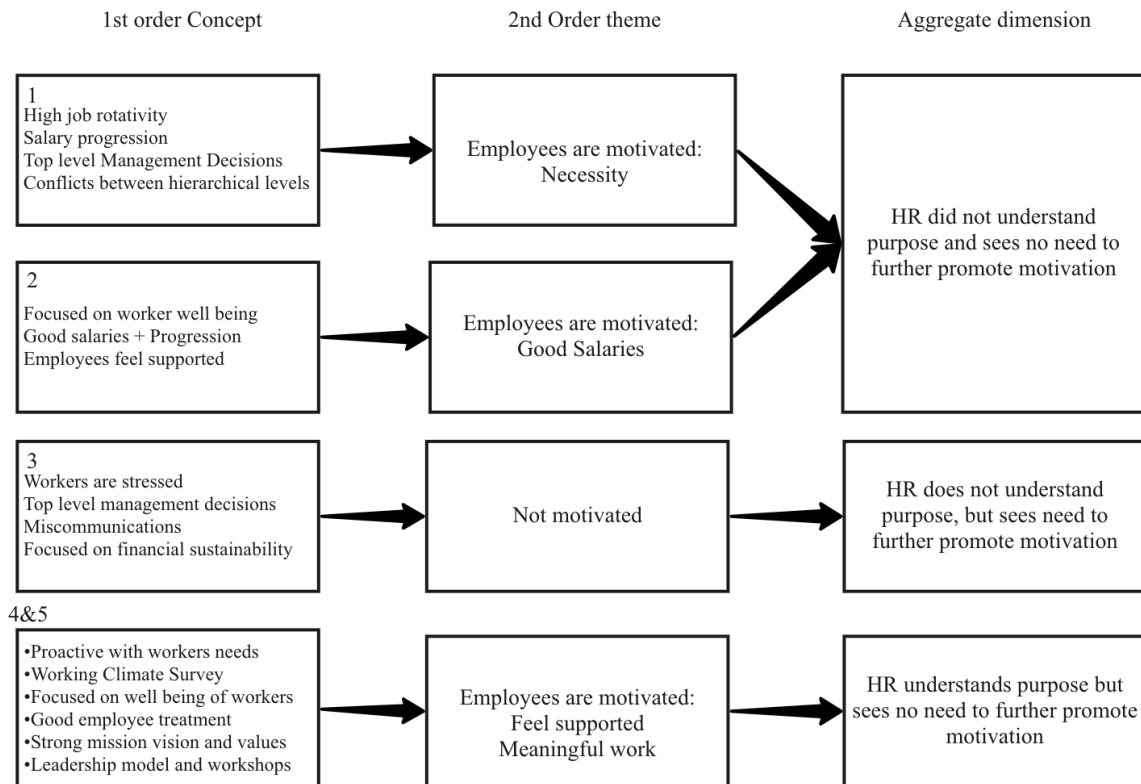 1st order Concept
2nd Order theme
Aggregate dimension
1
High job rotativity
Salary progression
Top level Management Decisions
Conflicts between hierarchical levels
Employees are motivated:
Necessity
HR did not understand
purpose and sees no need to
further promote motivation
2
Focused on worker well being
Good salaries + Progression
Employees feel supported
Employees are motivated:
Good Salaries
3
Workers are stressed
Top level management decisions
Miscommunications
Focused on financial sustainability
Not motivated
HR does not understand
purpose, but sees need to
further promote motivation
4&5
•Proactive with workers needs
•Working Climate Survey
•Focused on well being of workers
•Good employee treatment
•Strong mission vision and values
•Leadership model and workshops
Employees are motivated:
Feel supported
Meaningful work
HR understands purpose but
sees no need to further promote
motivation